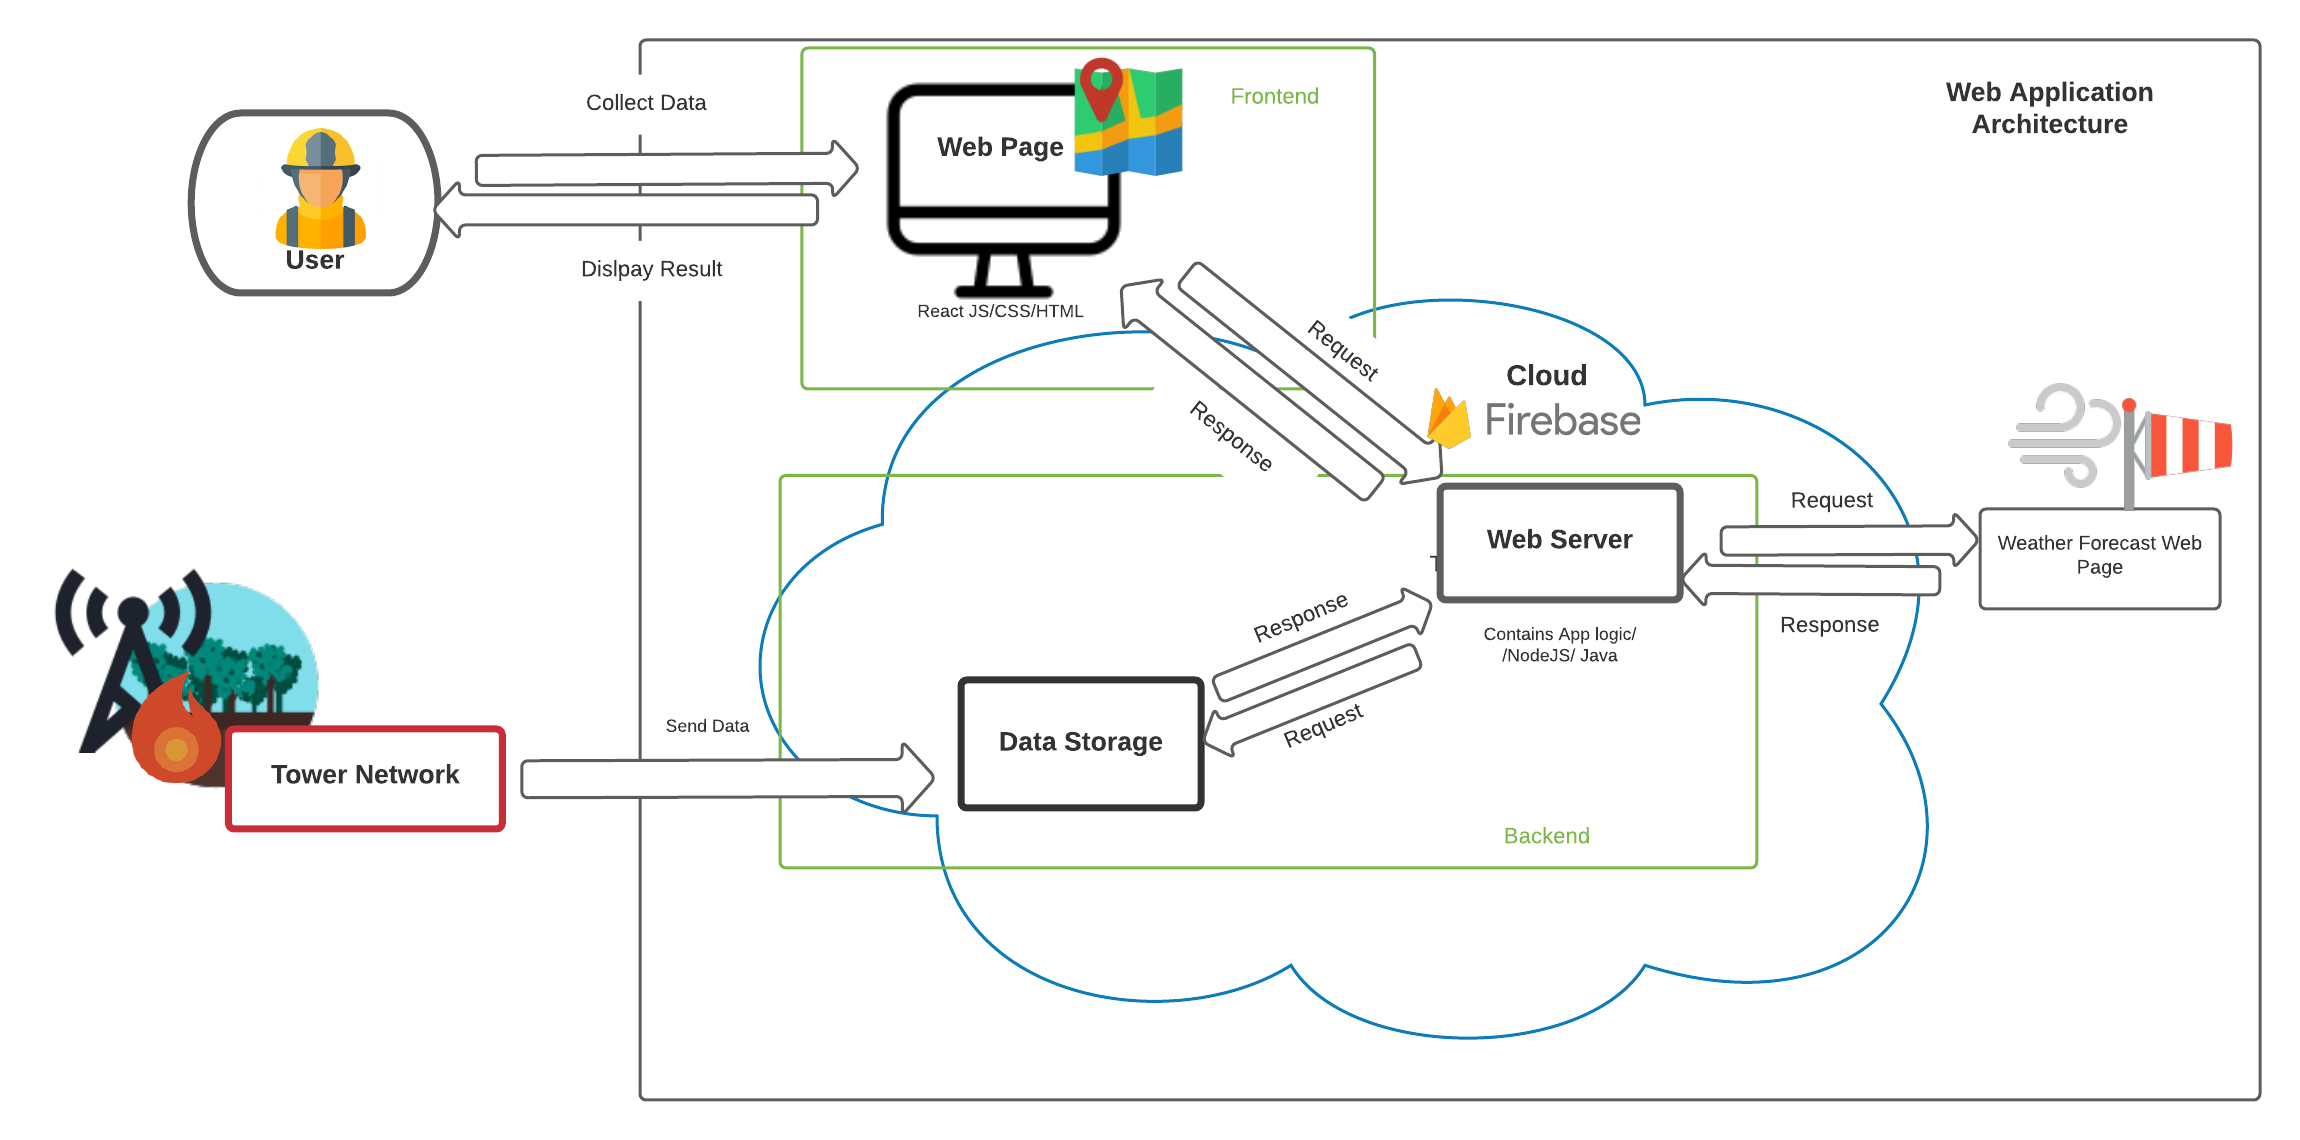 Web Application
Architecture
Frontend
Collect Data
Web Page
User
Dislpay Result
React JS/CSS/HTML
Request
Response
Cloud
Firebase
Request
Web Server
Weather Forecast Web
Page
Response
Response
Contains App logic/
/NodeJS/ Java
Request
Send Data
Data Storage
Tower Network
Backend